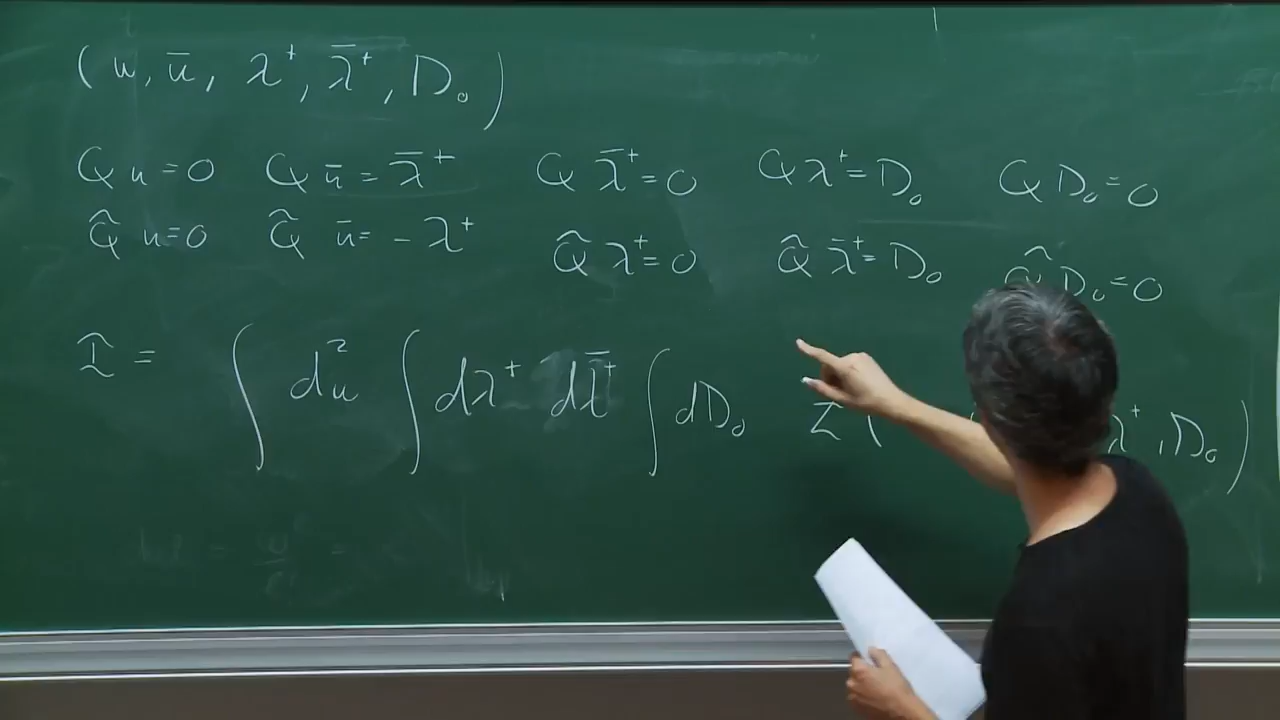 (u, ū, λ⁺, λ̄⁺, D₀)
Q u = 0 Q ū = λ̄⁺ Q λ̄⁺ = 0 Q λ⁺ = D₀ Q D₀ = 0
Q̃ u = 0 Q̃ ū = - λ⁺ Q̃ λ⁺ = 0 Q̃ λ̄⁺ = D₀ Q̃ D₀ = 0
= ∫ d²u ∫ dλ⁺ dλ̄⁺ ∫ dD₀ Z ( λ⁺, D₀ )